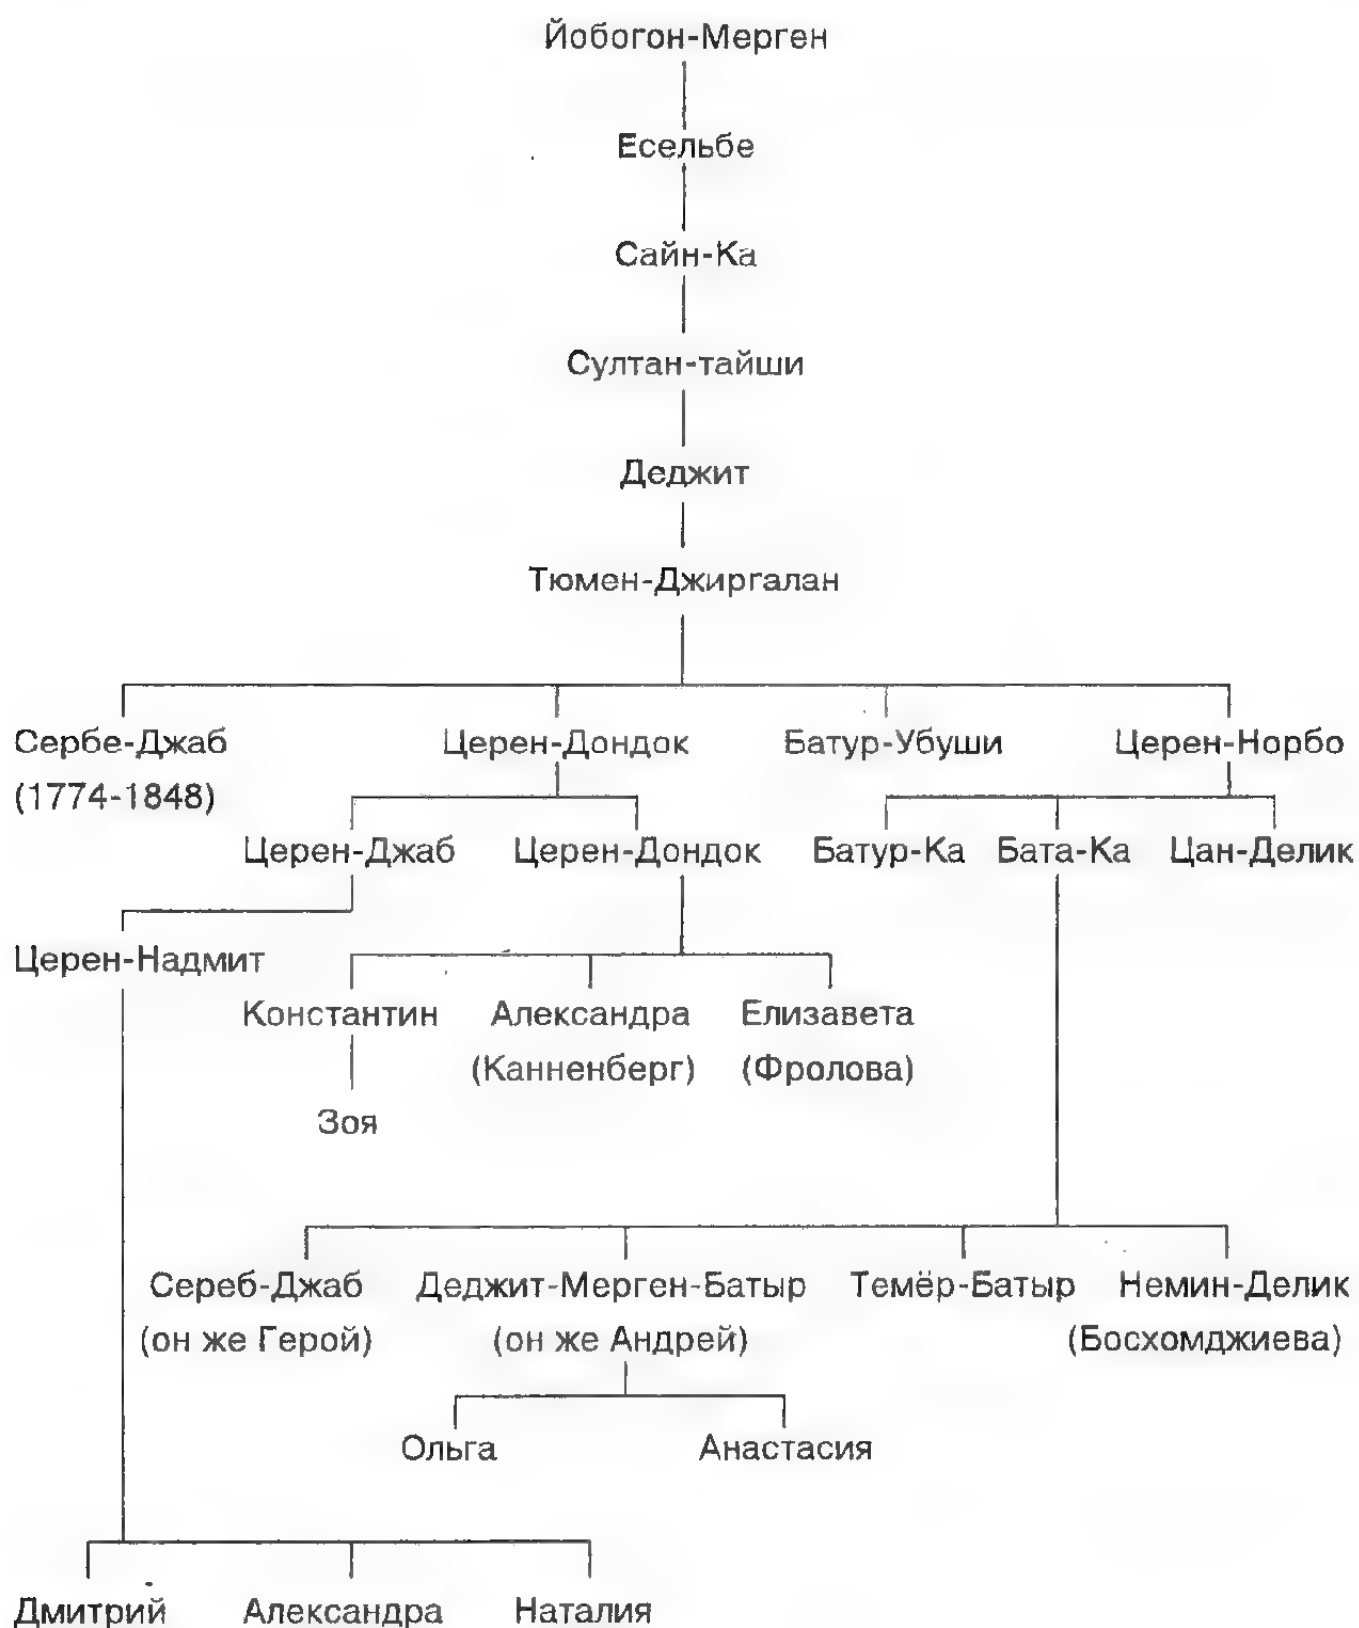 Йобогон-Мерген
Есельбе
Сайн-Ка
Султан-тайши
Деджит
Тюмен-Джиргалан
Сербе-Джаб Церен-Дондок Батур-Убуши Церен-Норбо
(1774-1848)
Церен-Джаб Церен-Дондок Батур-Ка Бата-Ка Цан-Делик
Церен-Надмит
Константин Александра Елизавета
(Канненберг) (Фролова)
Зоя
Сереб-Джаб Деджит-Мерген-Батыр Темёр-Батыр Немин-Делик
(он же Герой) (он же Андрей) (Босхомджиева)
Ольга Анастасия
Дмитрий Александра Наталия